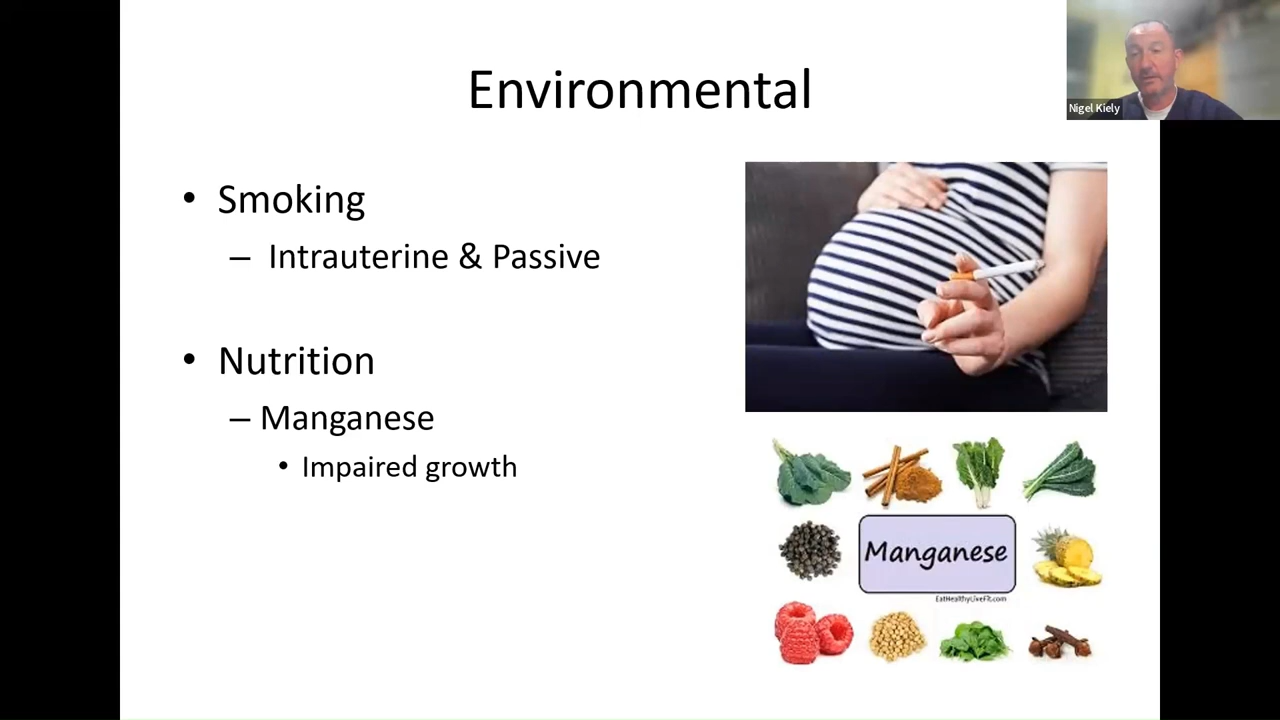 Environmental
Nigel Kiely
• Smoking
– Intrauterine & Passive
• Nutrition
– Manganese
• Impaired growth
Manganese
EatHealthyLiveFit.com